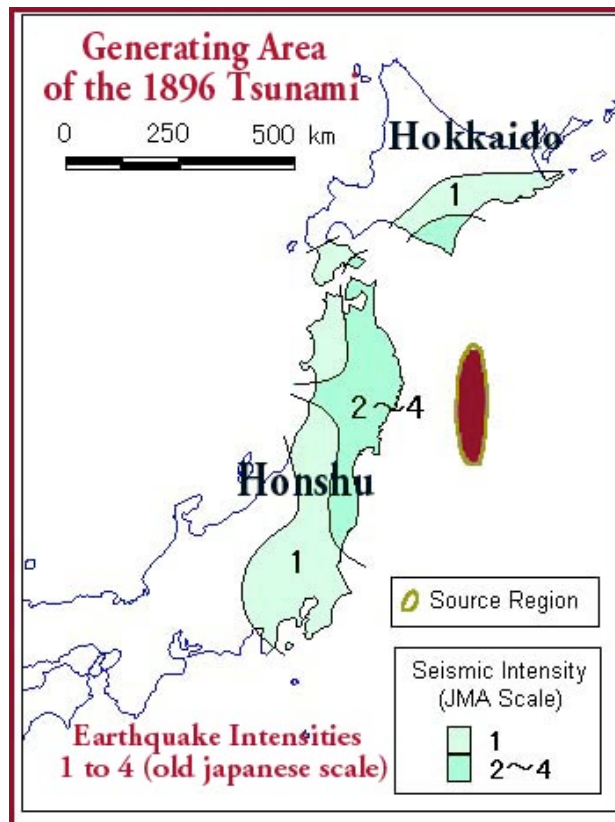 Generating Area
of the 1896 Tsunami
0 250 500 km
Hokkaido
1
2～4
Honshu
1
Source Region
Seismic Intensity
(JMA Scale)
1
2～4
Earthquake Intensities
1 to 4 (old japanese scale)